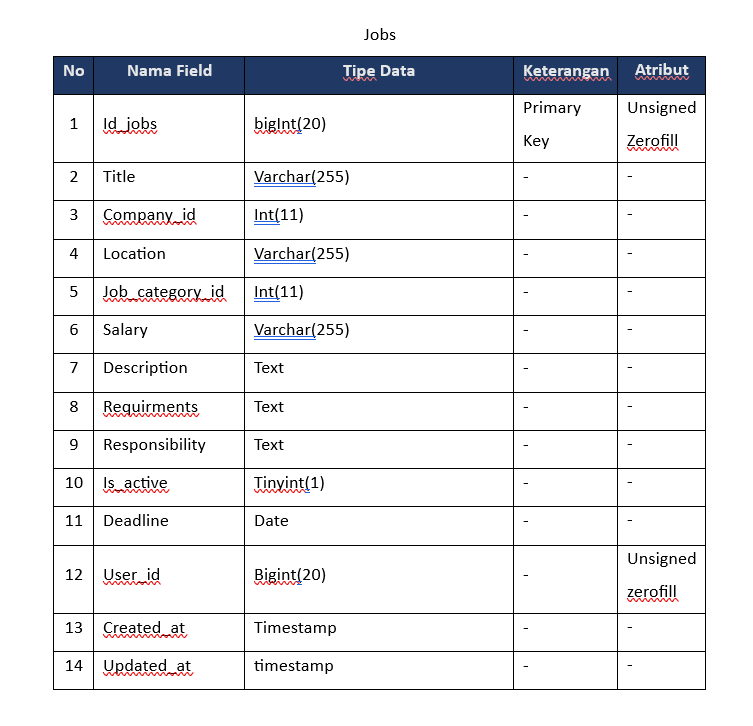 Jobs
No Nama Field Tipe Data Keterangan Atribut
1 Id_jobs bigInt(20) Primary Key Unsigned Zerofill
2 Title Varchar(255) - -
3 Company_id Int(11) - -
4 Location Varchar(255) - -
5 Job_category_id Int(11) - -
6 Salary Varchar(255) - -
7 Description Text - -
8 Requirments Text - -
9 Responsibility Text - -
10 Is_active Tinyint(1) - -
11 Deadline Date - -
12 User_id Bigint(20) - Unsigned zerofill
13 Created_at Timestamp - -
14 Updated_at timestamp - -